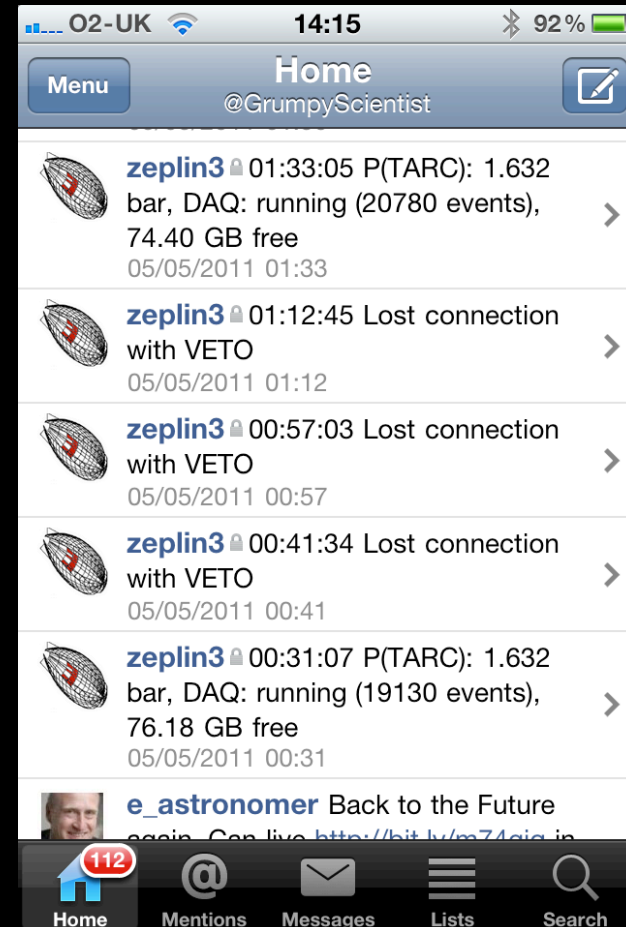 O2-UK 14:15 92%
Menu Home
@GrumpyScientist
zeplin3 01:33:05 P(TARC): 1.632
bar, DAQ: running (20780 events),
74.40 GB free
05/05/2011 01:33
zeplin3 01:12:45 Lost connection
with VETO
05/05/2011 01:12
zeplin3 00:57:03 Lost connection
with VETO
05/05/2011 00:57
zeplin3 00:41:34 Lost connection
with VETO
05/05/2011 00:41
zeplin3 00:31:07 P(TARC): 1.632
bar, DAQ: running (19130 events),
76.18 GB free
05/05/2011 00:31
e_astronomer Back to the Future
again. Can live in
112
Home Mentions Messages Lists Search